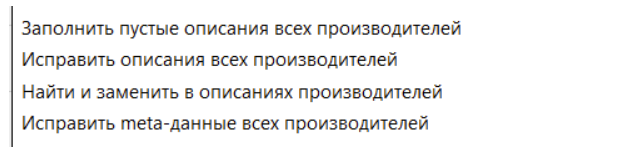 Заполнить пустые описания всех производителей
Исправить описания всех производителей
Найти и заменить в описаниях производителей
Исправить meta-данные всех производителей